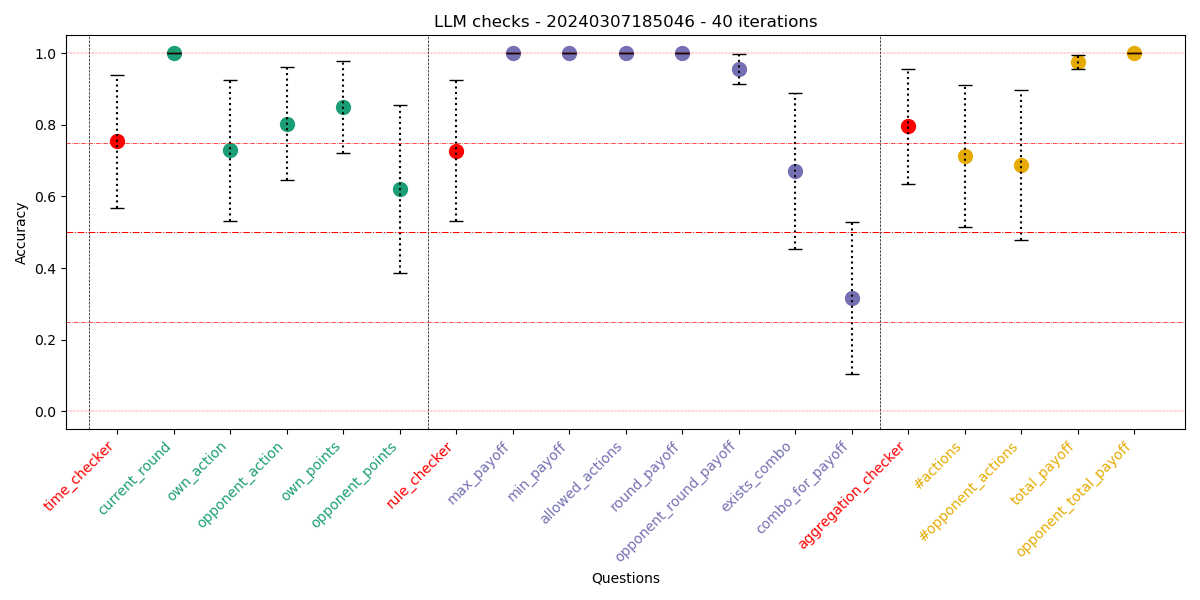 LLM checks - 20240307185046 - 40 iterations
Accuracy
1.0
0.8
0.6
0.4
0.2
0.0
time_checker
current_round
own_action
opponent_action
own_points
opponent_points
rule_checker
max_payoff
min_payoff
allowed_actions
round_payoff
opponent_round_payoff
exists_combo
combo_for_payoff
aggregation_checker
#actions
#opponent_actions
total_payoff
opponent_total_payoff
Questions